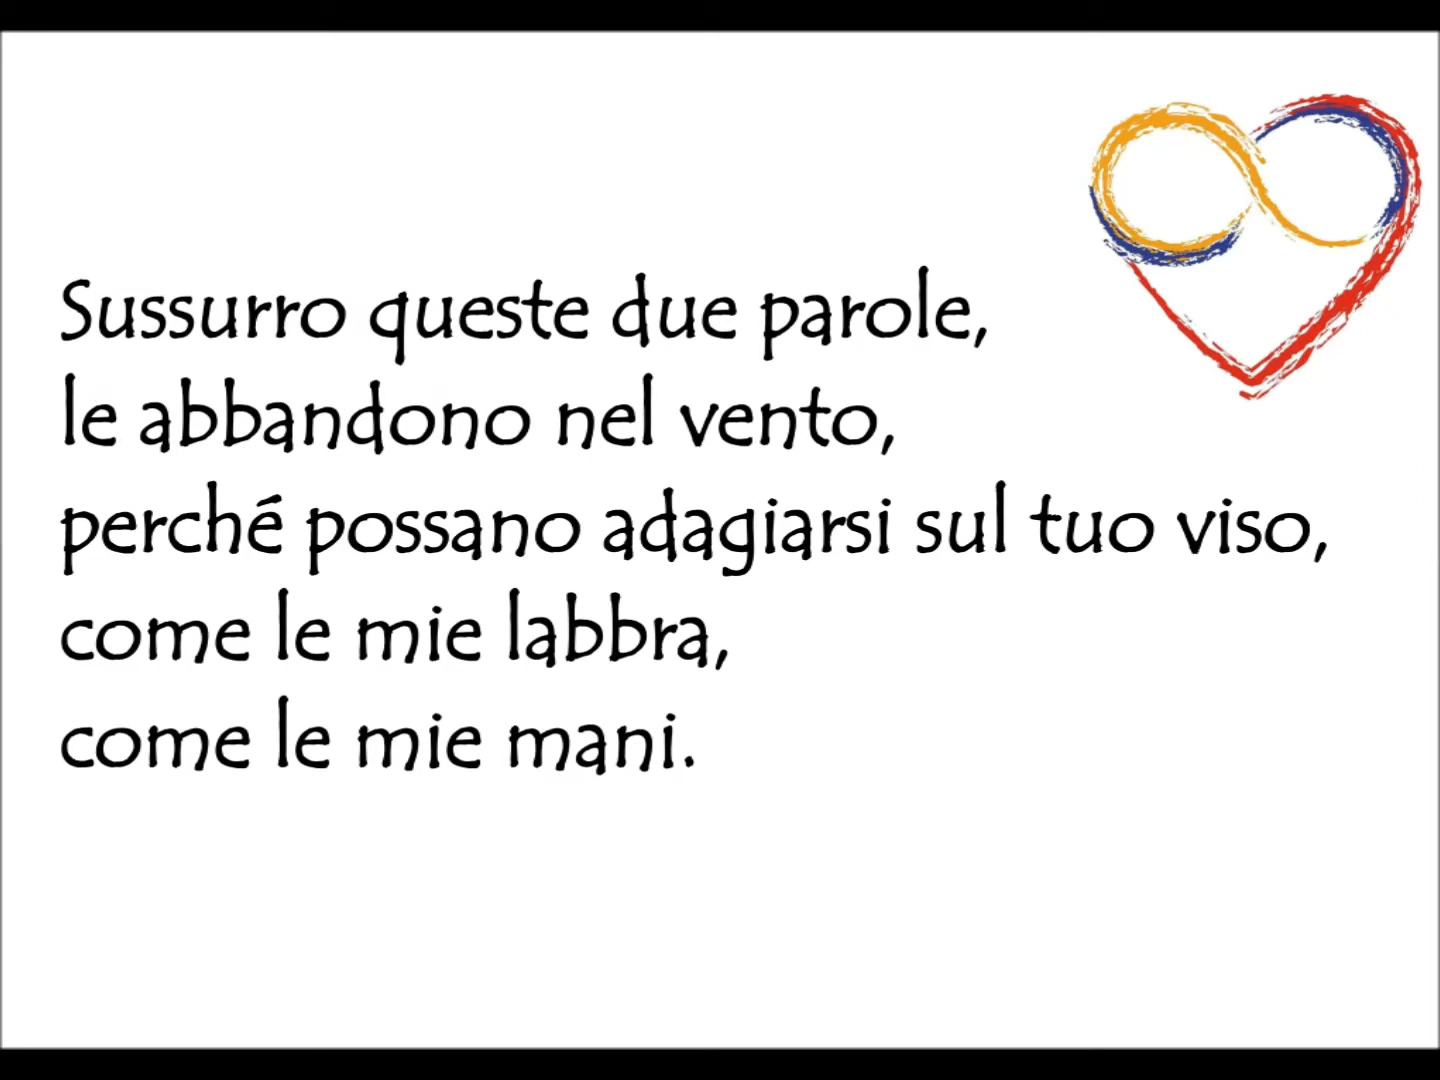 Sussurro queste due parole,
le abbandono nel vento,
perché possano adagiarsi sul tuo viso,
come le mie labbra,
come le mie mani.